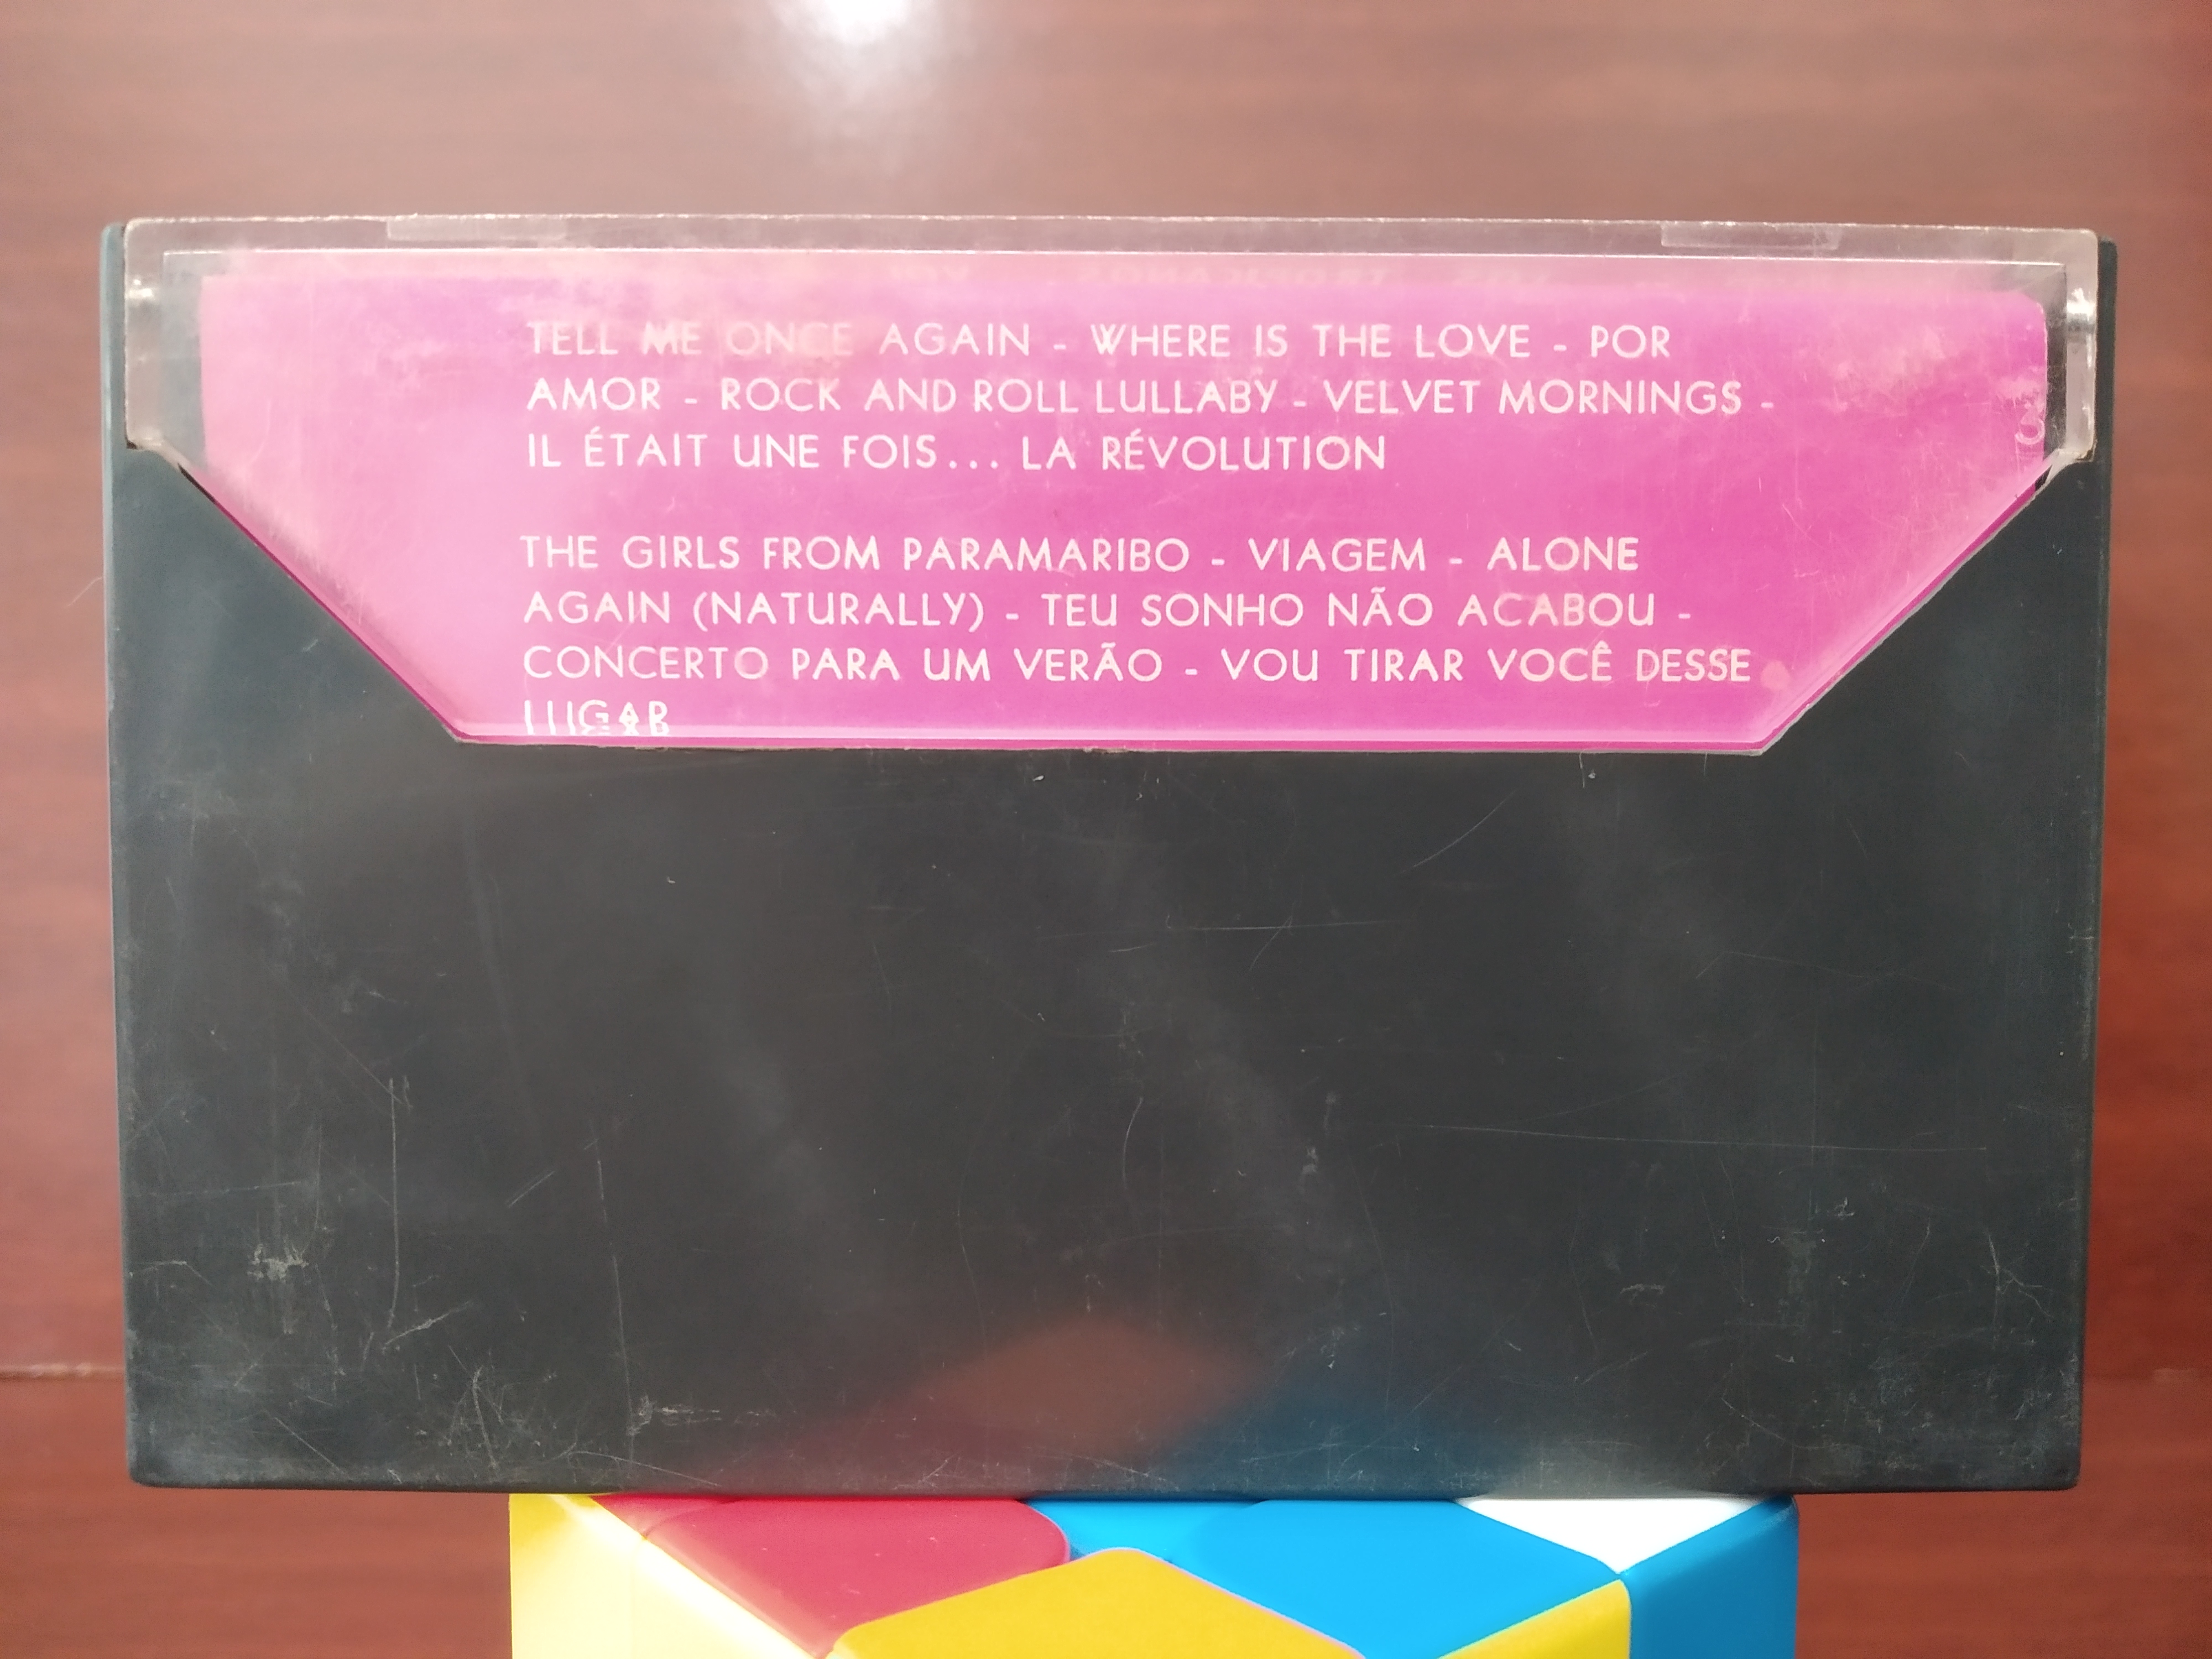 TELL ME ONCE AGAIN - WHERE IS THE LOVE - POR
AMOR - ROCK AND ROLL LULLABY - VELVET MORNINGS -
IL ÉTAIT UNE FOIS... LA RÉVOLUTION
THE GIRLS FROM PARAMARIBO - VIAGEM - ALONE
AGAIN (NATURALLY) - TEU SONHO NÃO ACABOU -
CONCERTO PARA UM VERÃO - VOU TIRAR VOCÊ DESSE
LUGAR